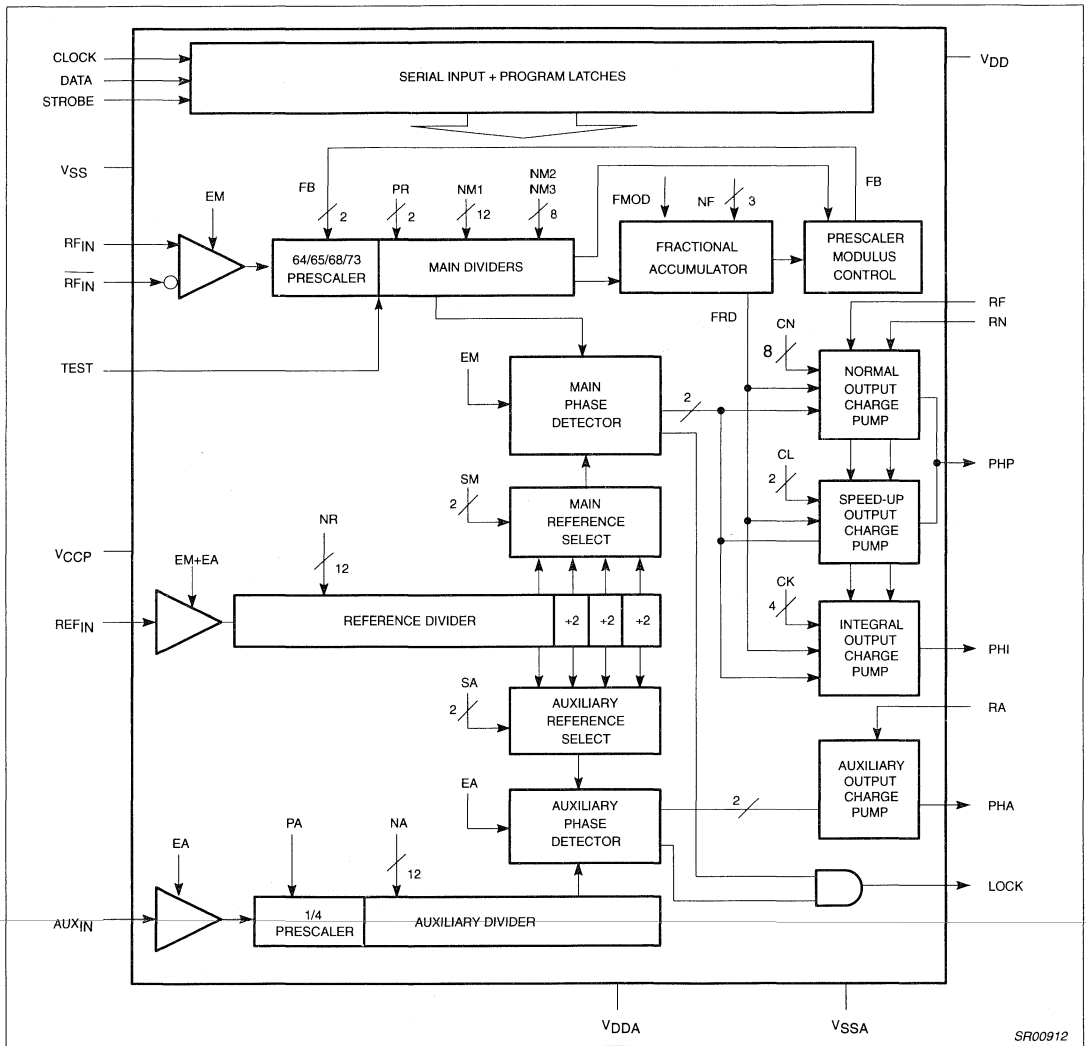 CLOCK
DATA
STROBE
SERIAL INPUT + PROGRAM LATCHES
VDD
VSS
EM
FB
2
PR
2
NM1
12
NM2
NM3
8
FMOD
NF
3
FB
RFIN
RFIN
64/65/68/73
PRESCALER
MAIN DIVIDERS
FRACTIONAL
ACCUMULATOR
PRESCALER
MODULUS
CONTROL
TEST
FRD
RF
RN
CN
8
EM
MAIN
PHASE
DETECTOR
2
NORMAL
OUTPUT
CHARGE
PUMP
PHP
SM
2
MAIN
REFERENCE
SELECT
CL
2
SPEED-UP
OUTPUT
CHARGE
PUMP
VCCP
EM+EA
NR
12
REFIN
REFERENCE DIVIDER
÷2
÷2
÷2
CK
4
INTEGRAL
OUTPUT
CHARGE
PUMP
PHI
SA
2
AUXILIARY
REFERENCE
SELECT
RA
EA
AUXILIARY
PHASE
DETECTOR
2
AUXILIARY
OUTPUT
CHARGE
PUMP
PHA
EA
PA
NA
12
AUXIN
1/4
PRESCALER
AUXILIARY DIVIDER
LOCK
VDDA
VSSA
SR00912